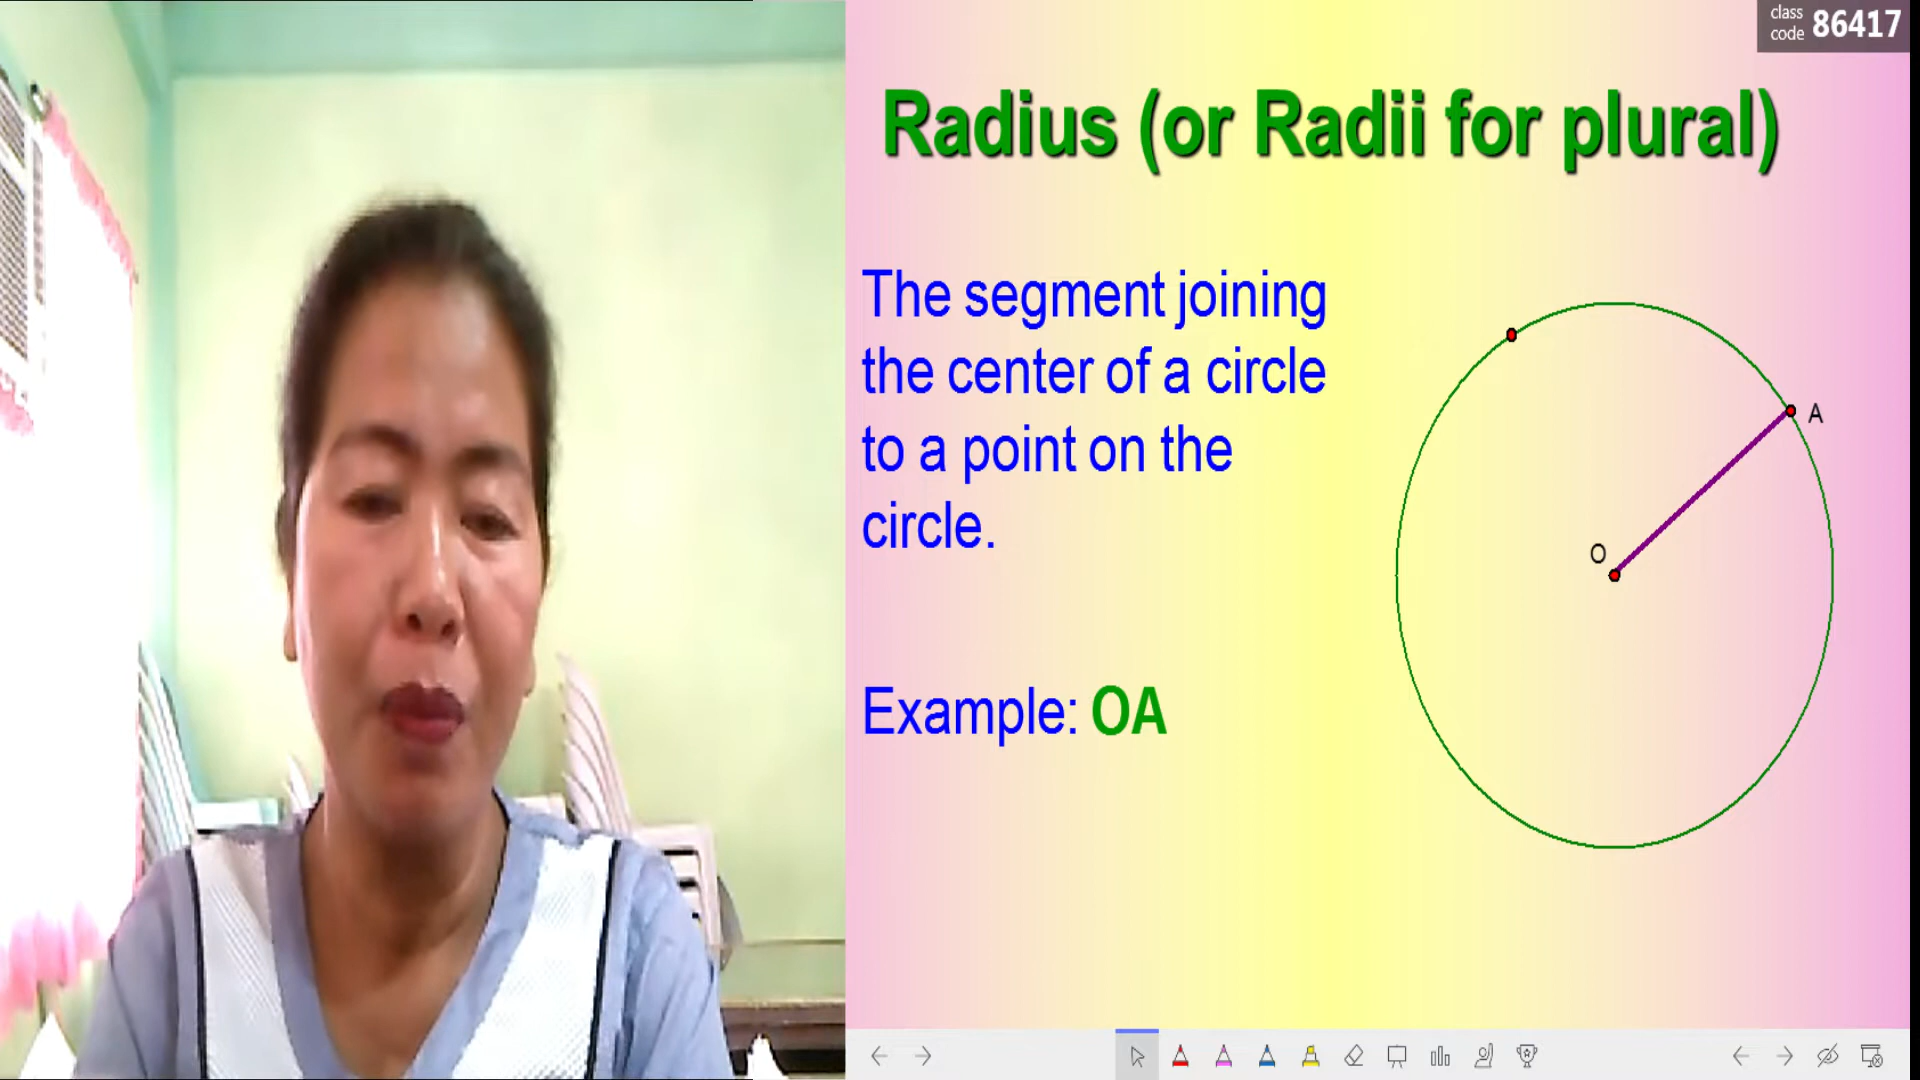 class
code 86417
Radius (or Radii for plural)
The segment joining
the center of a circle
to a point on the
circle.
A
O
Example: OA